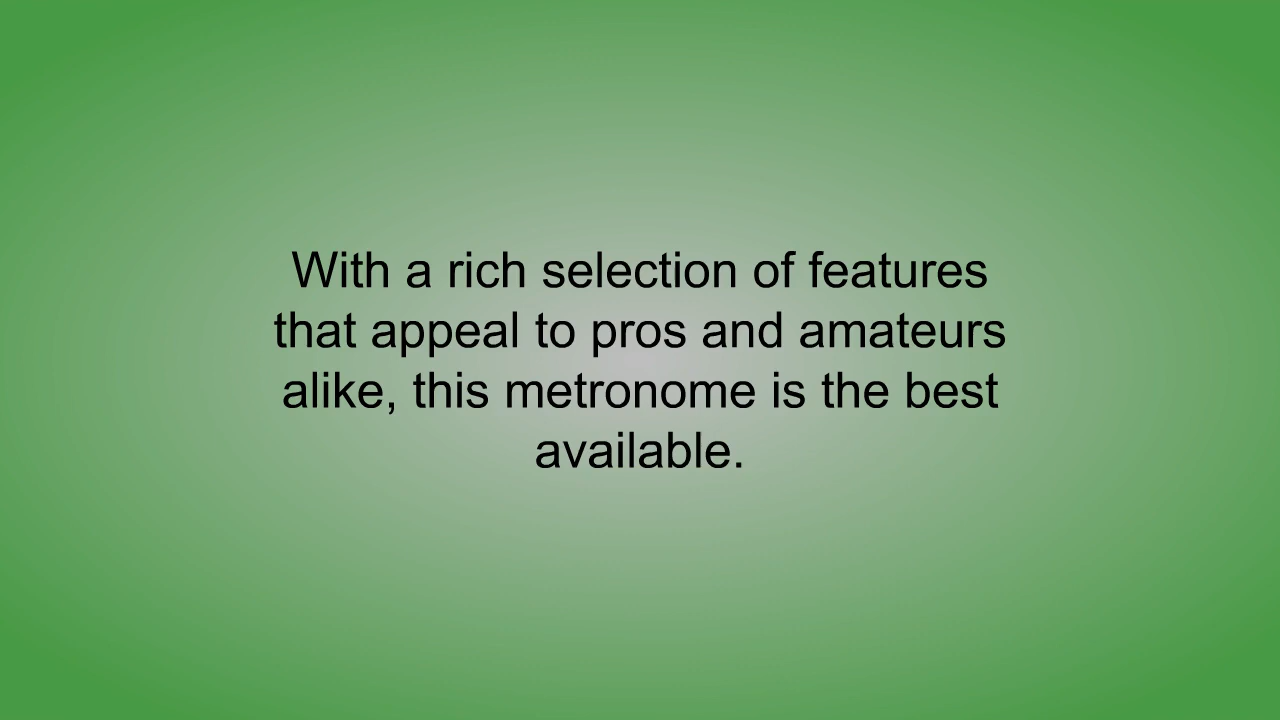 With a rich selection of features
that appeal to pros and amateurs
alike, this metronome is the best
available.